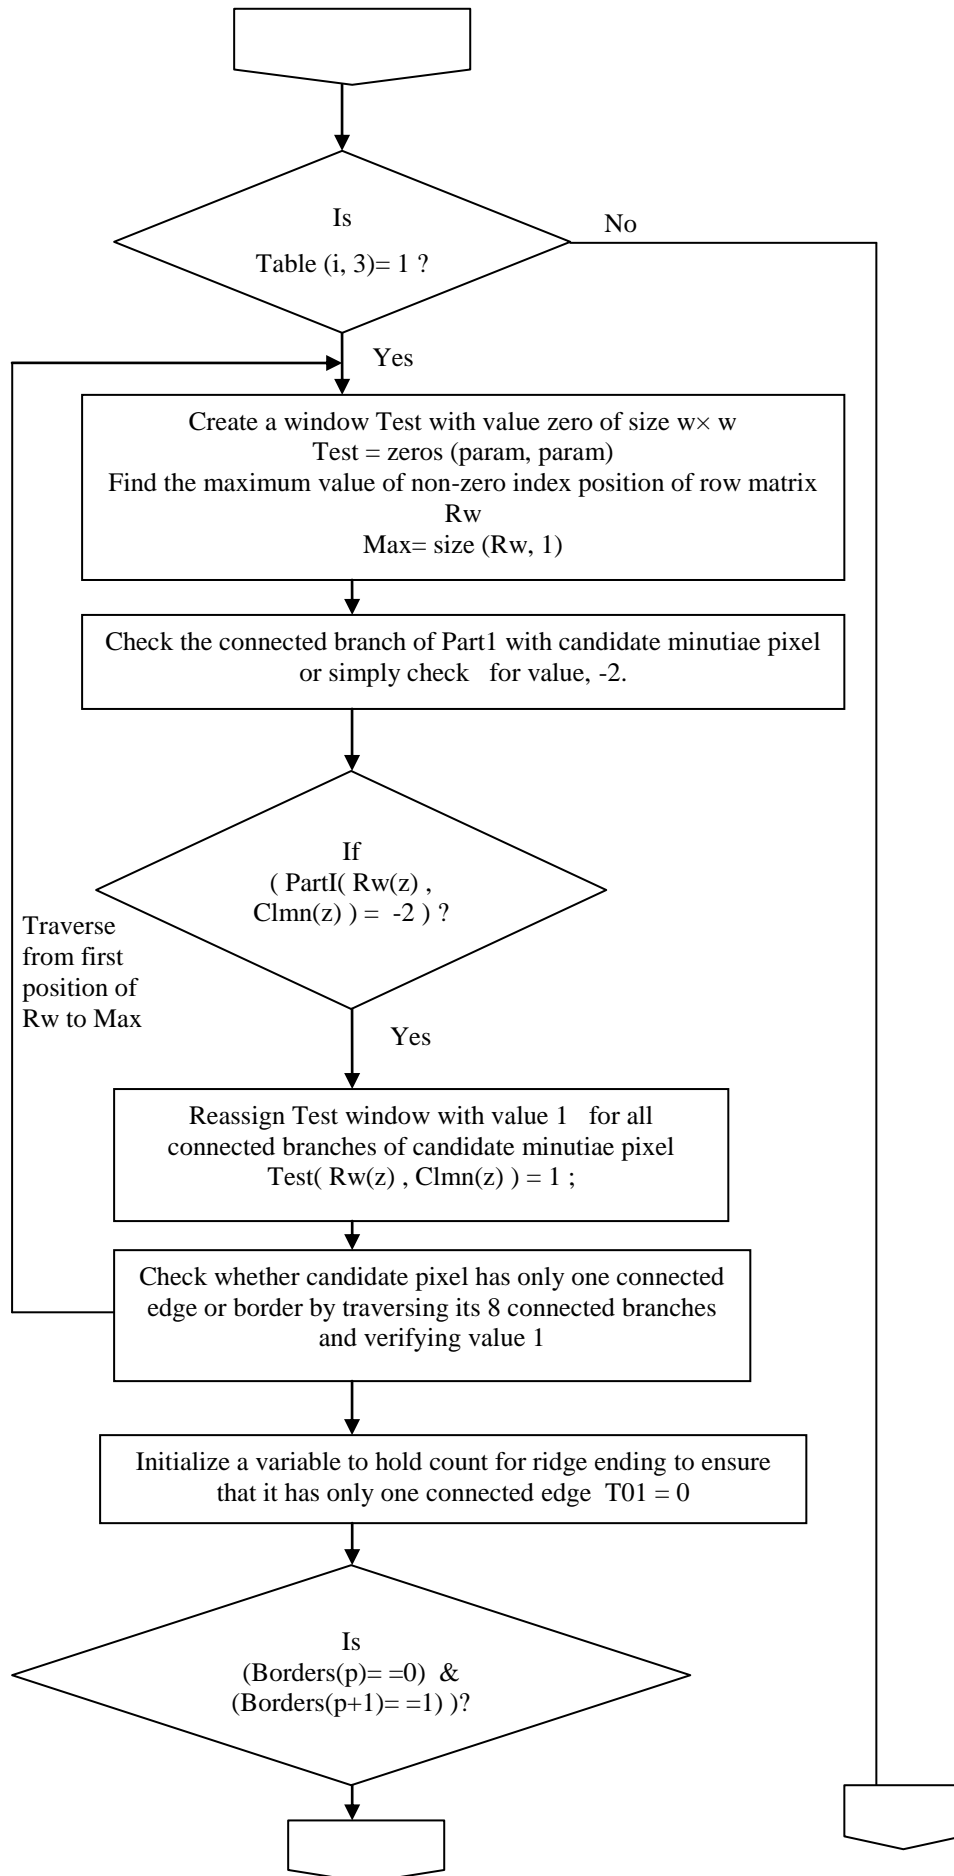 Is
Table (i, 3)= 1 ?
No
Yes
Create a window Test with value zero of size w× w
Test = zeros (param, param)
Find the maximum value of non-zero index position of row matrix
Rw
Max= size (Rw, 1)
Check the connected branch of Part1 with candidate minutiae pixel
or simply check for value, -2.
If
( PartI( Rw(z) ,
Clmn(z) ) = -2 ) ?
Traverse
from first
position of
Rw to Max
Yes
Reassign Test window with value 1 for all
connected branches of candidate minutiae pixel
Test( Rw(z) , Clmn(z) ) = 1 ;
Check whether candidate pixel has only one connected
edge or border by traversing its 8 connected branches
and verifying value 1
Initialize a variable to hold count for ridge ending to ensure
that it has only one connected edge T01 = 0
Is
(Borders(p)= =0) &
(Borders(p+1)= =1) )?